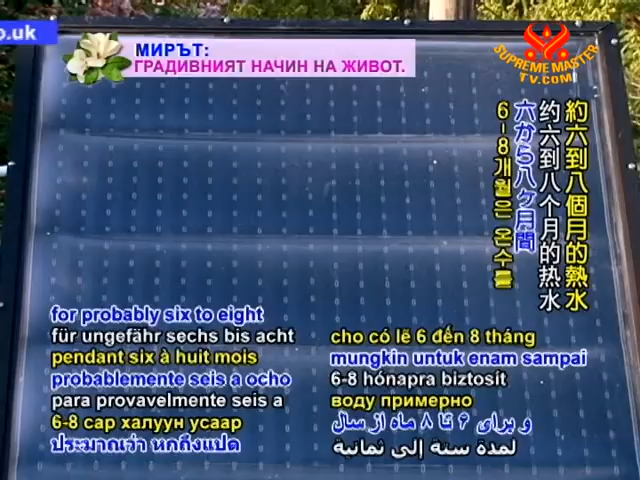 o.uk
МИРЪТ:
ГРАДИВНИЯТ НАЧИН НА ЖИВОТ.
SUPREME MASTER
TV.COM
約六到八個月的熱水
约六到八个月的热水
六から八ケ月間
6-8개월은 온수를
for probably six to eight
für ungefähr sechs bis acht
pendant six à huit mois
probablemente seis a ocho
para provavelmente seis a
6-8 сар халуун усаар
ประมาณว่า หกถึงแปด
cho có lẽ 6 đến 8 tháng
mungkin untuk enam sampai
6-8 hónapra biztosít
воду примерно
و برای ۶ تا ۸ ماه از سال
لمدة ستة إلى ثمانية